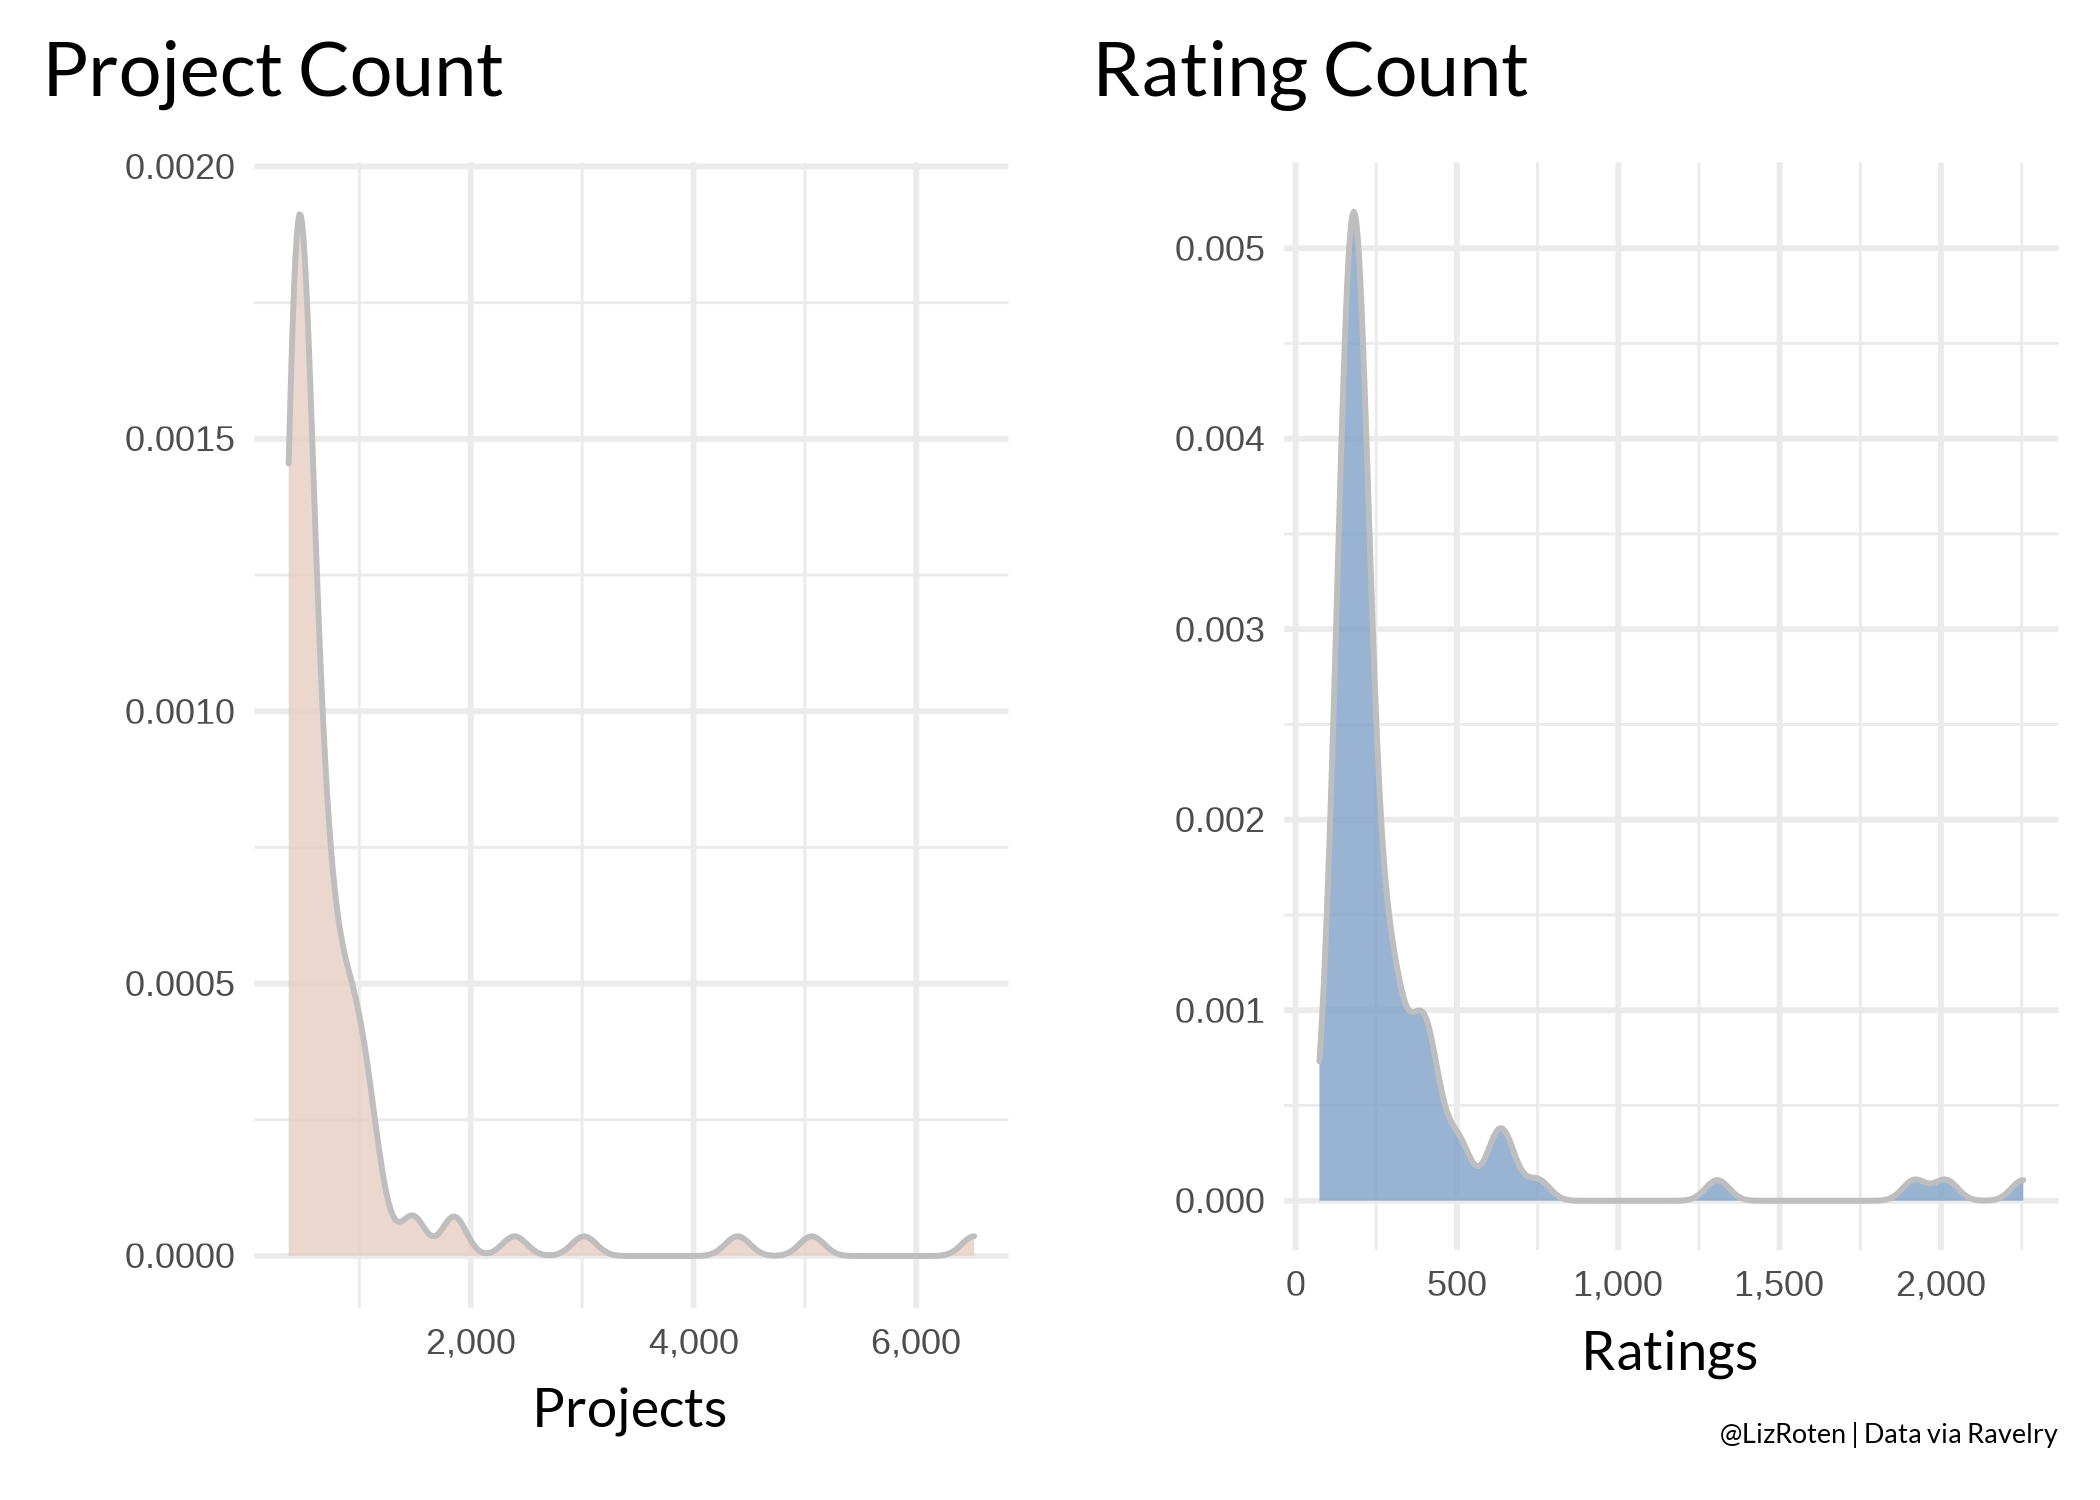 Project Count
0.0020
0.0015
0.0010
0.0005
0.0000
2,000 4,000 6,000
Projects
Rating Count
0.005
0.004
0.003
0.002
0.001
0.000
0 500 1,000 1,500 2,000
Ratings
@LizRoten | Data via Ravelry